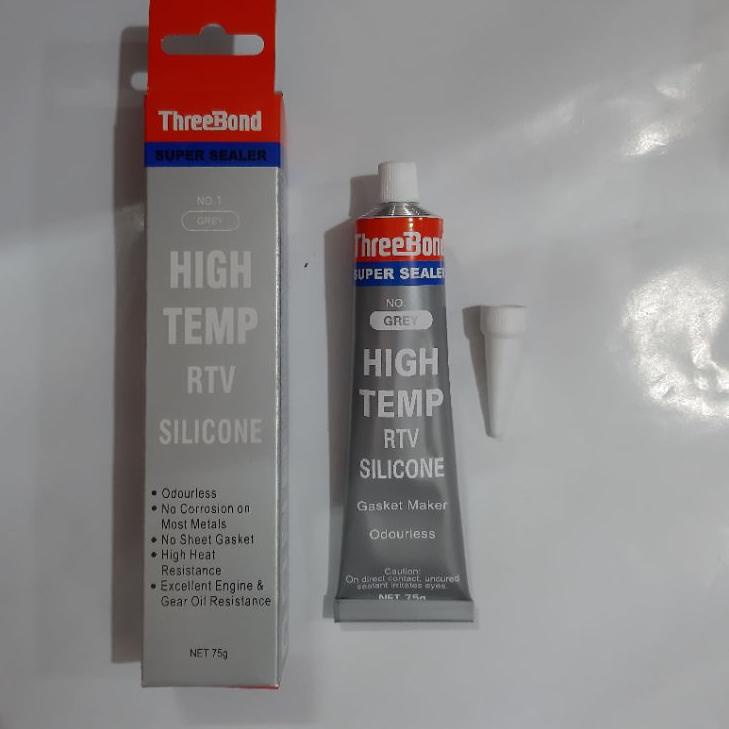 ThreeBond
SUPER SEALER
NO.1
GREY
HIGH
TEMP
RTV
SILICONE
• Odourless
• No Corrosion on
Most Metals
• No Sheet Gasket
• High Heat
Resistance
• Excellent Engine &
Gear Oil Resistance
NET 75g
ThreeBond
SUPER SEALER
NO.
GREY
HIGH
TEMP
RTV
SILICONE
Gasket Maker
Odourless
Caution:
On direct contact, uncured
sealant irritates eyes.
NET 75g